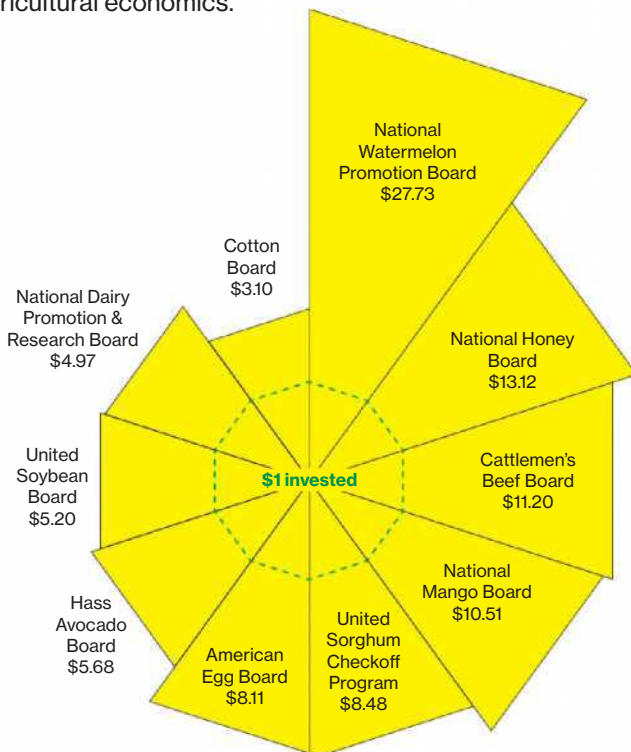 ricultural economics.
National
Watermelon
Promotion Board
$27.73
National Honey
Board
$13.12
Cattlemen's
Beef Board
$11.20
National
Mango Board
$10.51
United
Sorghum
Checkoff
Program
$8.48
American
Egg Board
$8.11
Hass
Avocado
Board
$5.68
United
Soybean
Board
$5.20
National Dairy
Promotion &
Research Board
$4.97
Cotton
Board
$3.10
$1 invested